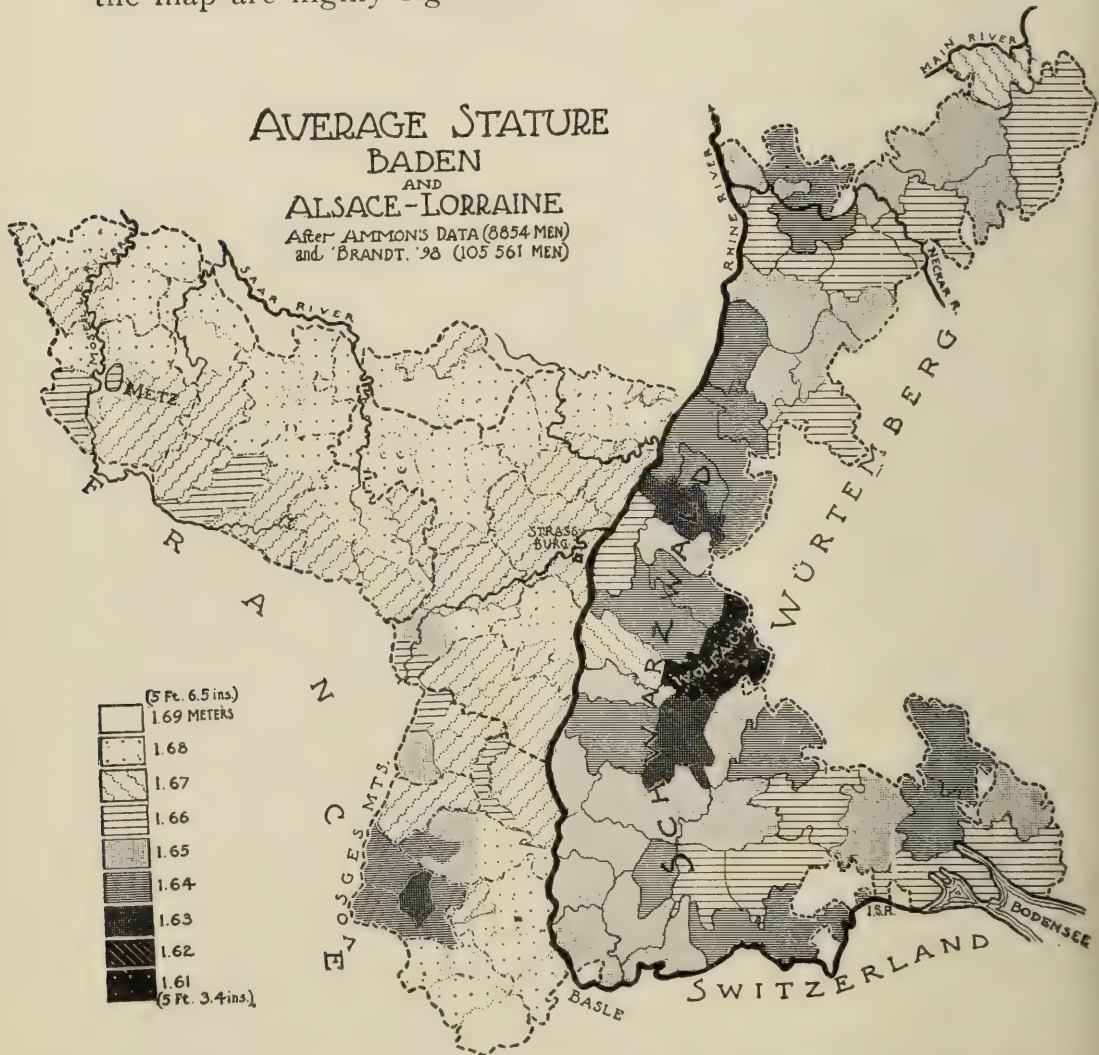 the map are highly
AVERAGE STATURE
BADEN
AND
ALSACE-LORRAINE
After AMMON'S DATA (8854 MEN)
and BRANDT. '98 (105 561 MEN)
MAIN RIVER
RHINE RIVER
NECKAR R.
SAAR RIVER
METZ
STRASS
BURG
WÜRTEMBERG
SCHWARZWALD
WOLFACH
FRANCE
VOSGES MTS.
(5 Ft. 6.5 ins.)
1.69 METERS
1.68
1.67
1.66
1.65
1.64
1.63
1.62
1.61
(5 Ft. 3.4 ins.)
BASLE
SWITZERLAND
J.S.R.
BODENSEE